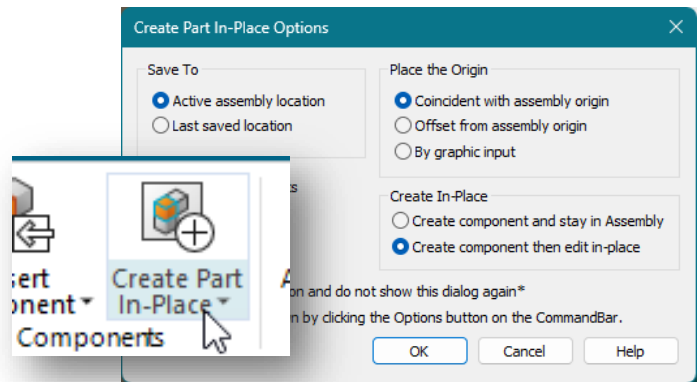 Create Part In-Place Options
Save To
Active assembly location
Last saved location
Place the Origin
Coincident with assembly origin
Offset from assembly origin
By graphic input
Create In-Place
Create component and stay in Assembly
Create component then edit in-place
and do not show this dialog again*
by clicking the Options button on the CommandBar.
OK
Cancel
Help
Create Part
In-Place
Components